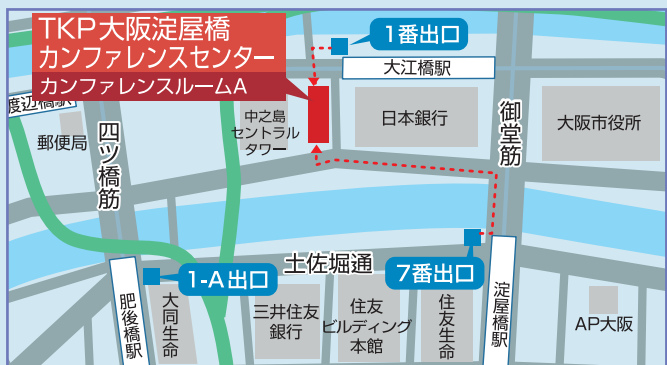 TKP大阪淀屋橋
カンファレンスセンター
カンファレンスルームA
1番出口
大江橋駅
渡辺橋駅
郵便局
四ツ橋筋
中之島
セントラル
タワー
日本銀行
御堂筋
大阪市役所
土佐堀通
1-A出口
7番出口
肥後橋駅
大同生命
三井住友
銀行
住友
ビルディング
本館
住友生命
淀屋橋駅
AP大阪